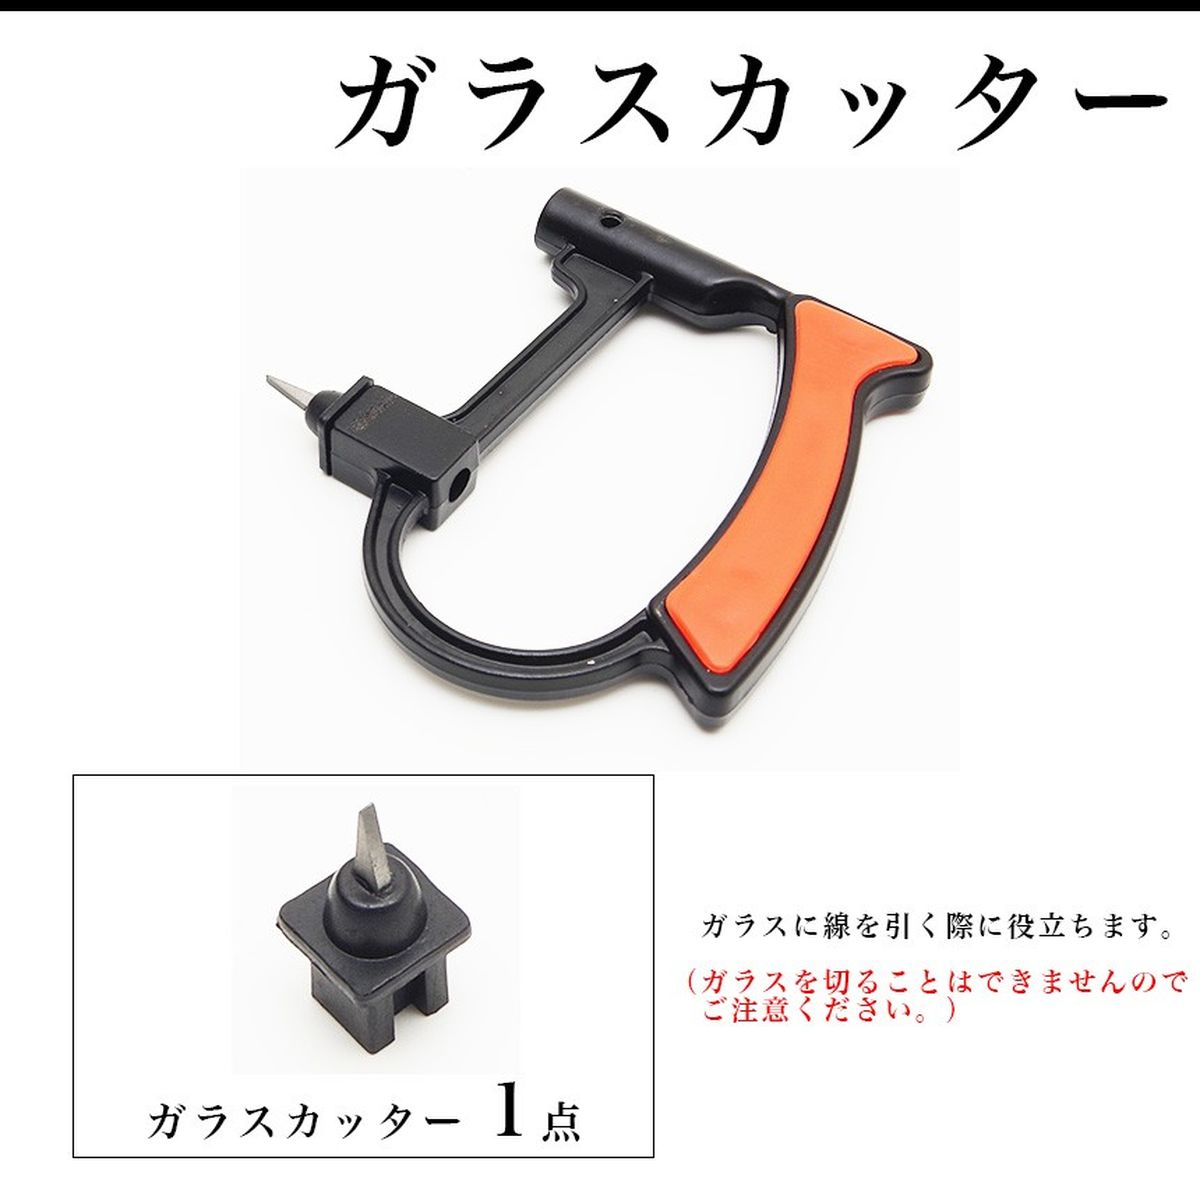 ガラスカッター
ガラスに線を引く際に役立ちます。
（ガラスを切ることはできませんので
ご注意ください。）
ガラスカッター 1点